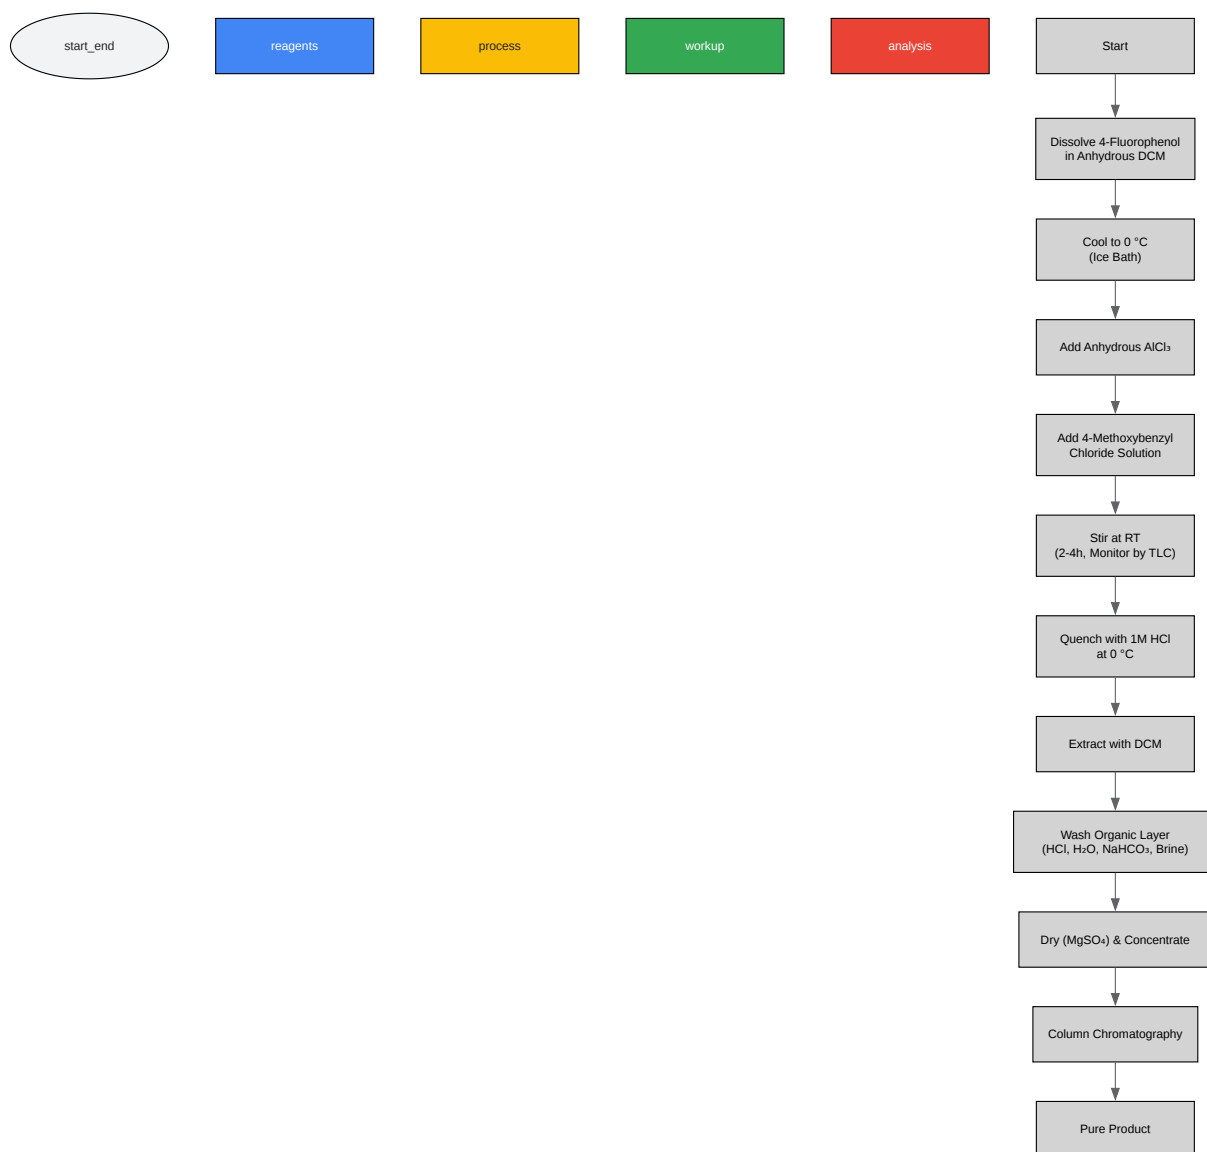 start_end
reagents
process
workup
analysis
Start
Dissolve 4-Fluorophenol
in Anhydrous DCM
Cool to 0 °C
(Ice Bath)
Add Anhydrous AlCl₃
Add 4-Methoxybenzyl
Chloride Solution
Stir at RT
(2-4h, Monitor by TLC)
Quench with 1M HCl
at 0 °C
Extract with DCM
Wash Organic Layer
(HCl, H₂O, NaHCO₃, Brine)
Dry (MgSO₄) & Concentrate
Column Chromatography
Pure Product